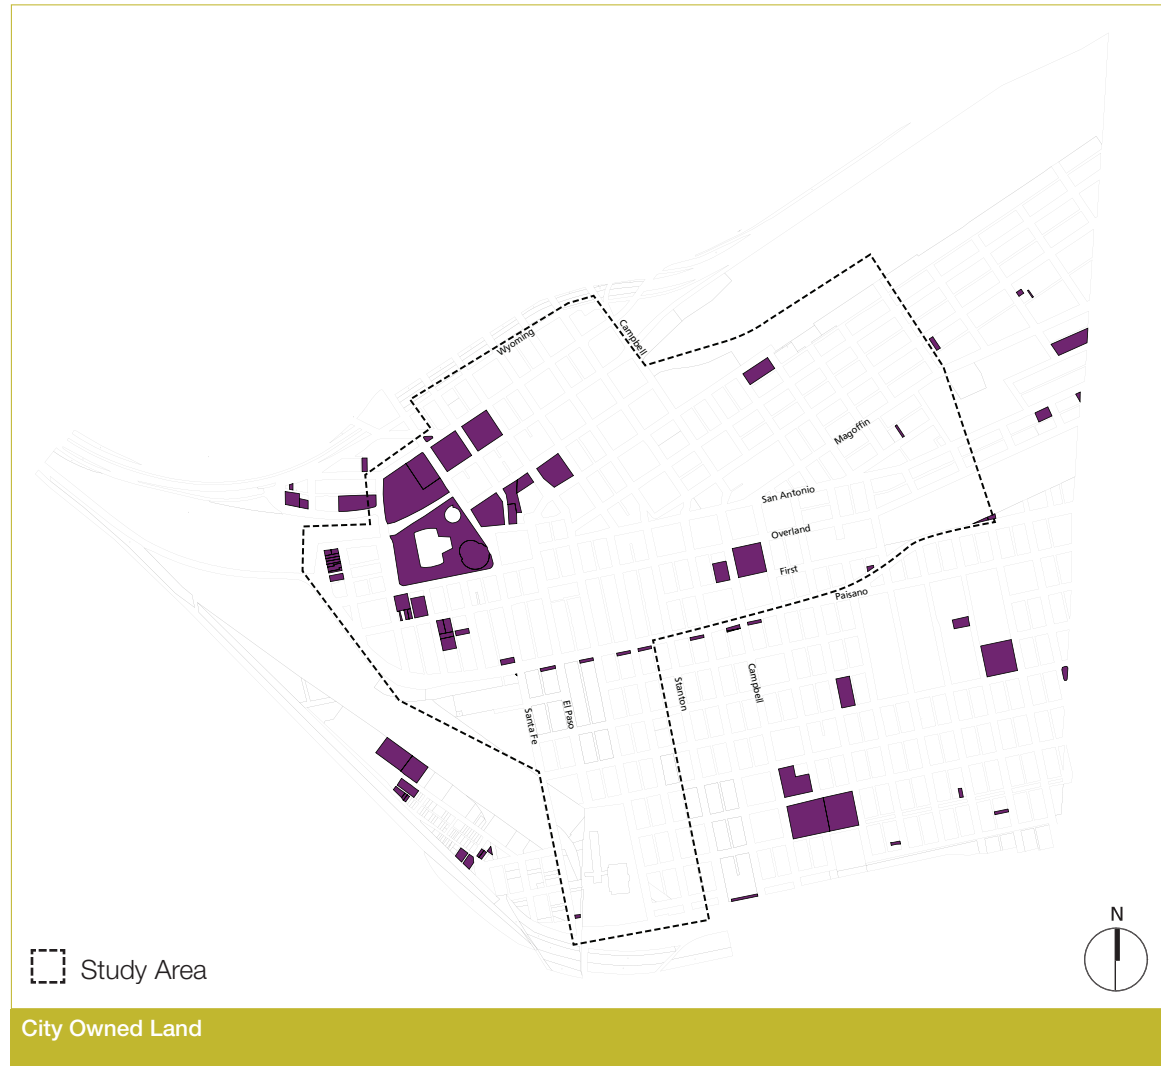 Wyoming
Campbell
Magoffin
San Antonio
Overland
First
Paisano
Stanton
Campbell
El Paso
Santa Fe
N
Study Area
City Owned Land